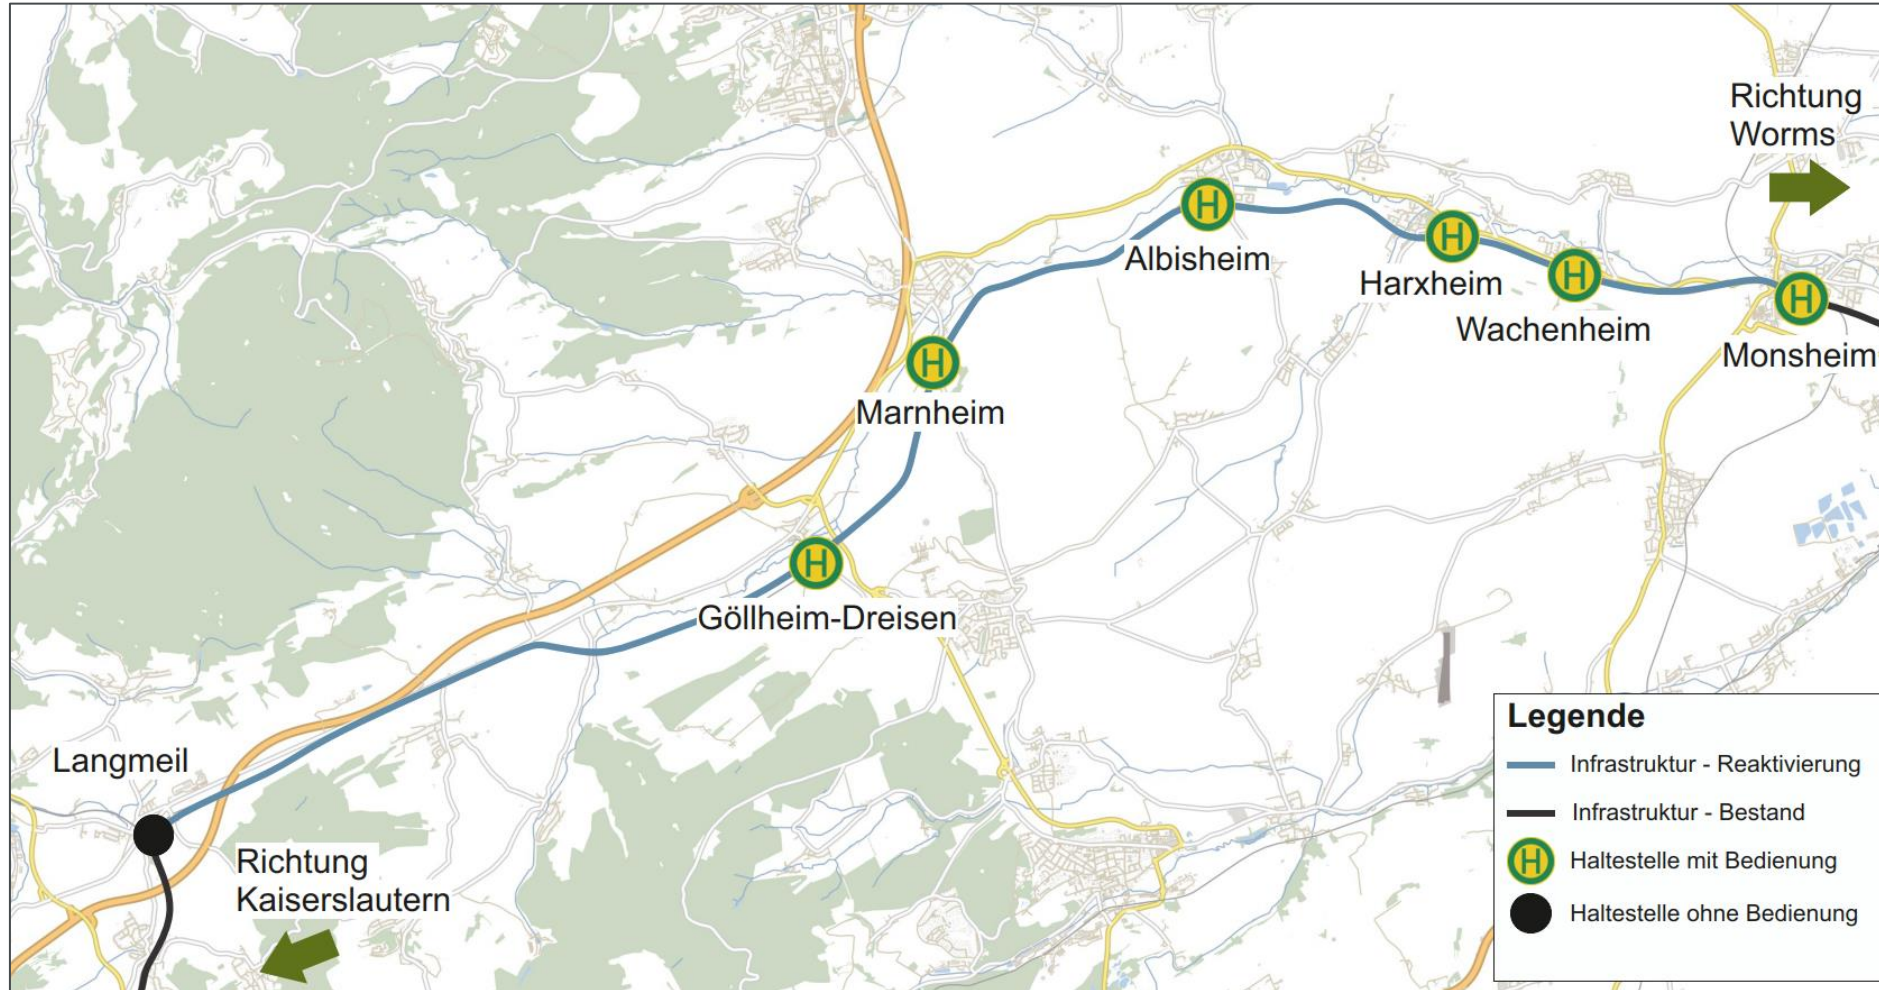 Richtung
Worms
H
Albisheim
H
Harxheim
H
Wachenheim
H
Monsheim
H
Marnheim
H
Göllheim-Dreisen
Langmeil
Richtung
Kaiserslautern
Legende
Infrastruktur - Reaktivierung
Infrastruktur - Bestand
H Haltestelle mit Bedienung
Haltestelle ohne Bedienung